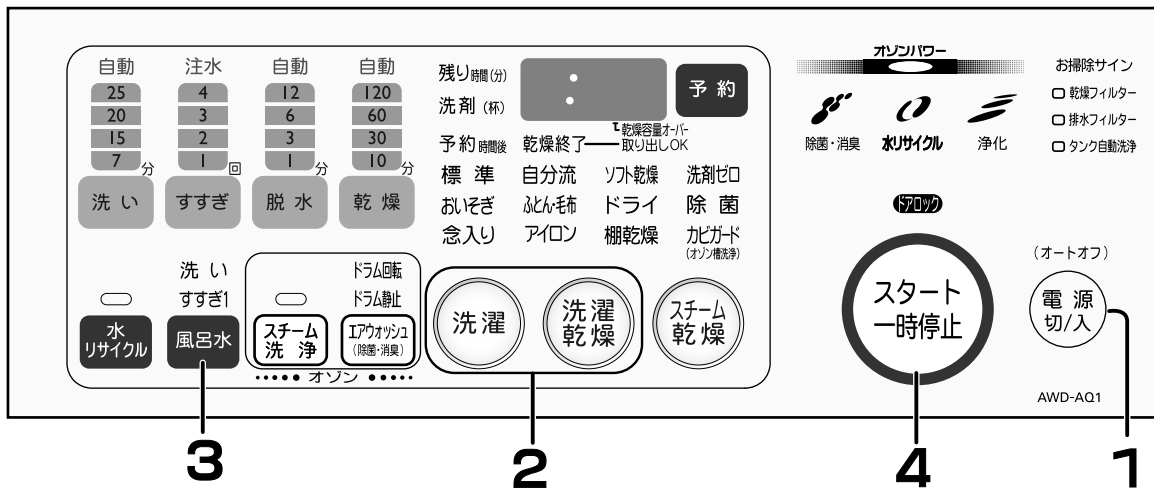 自動 注水 自動 自動
25 4 12 120
20 3 6 60
15 2 3 30
7分 1回 1分 10分
洗い すすぎ 脱水 乾燥
残り時間(分)
洗剤(杯)
予約
予約時間後 乾燥終了 取り出しOK
乾燥容量オーバー
標準 自分流 ソフト乾燥 洗剤ゼロ
おいそぎ ふとん・毛布 ドライ 除菌
念入り アイロン 棚乾燥 カビガード
(オゾン槽洗浄)
洗い
すすぎ1
水
リサイクル
風呂水
ドラム回転
ドラム静止
スチーム
洗浄
エアウォッシュ
(除菌・消臭)
オゾン
洗濯
洗濯
乾燥
スチーム
乾燥
オゾンパワー
除菌・消臭 水リサイクル 浄化
お掃除サイン
乾燥フィルター
排水フィルター
タンク自動洗浄
ドアロック
スタート
一時停止
(オートオフ)
電源
切/入
AWD-AQ1
3 2 4 1